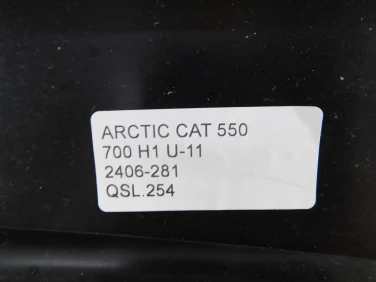 ARCTIC CAT 550
700 H1 U-11
2406-281
QSL.254